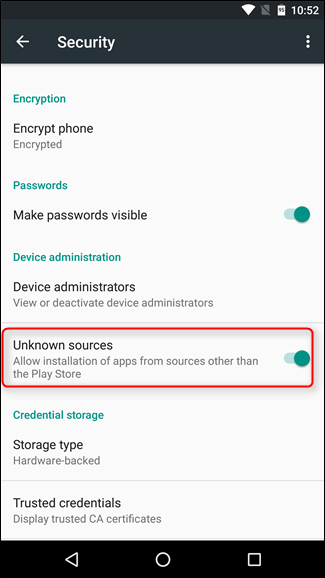 10:52
Security
Encryption
Encrypt phone
Encrypted
Passwords
Make passwords visible
Device administration
Device administrators
View or deactivate device administrators
Unknown sources
Allow installation of apps from sources other than
the Play Store
Credential storage
Storage type
Hardware-backed
Trusted credentials
Display trusted CA certificates